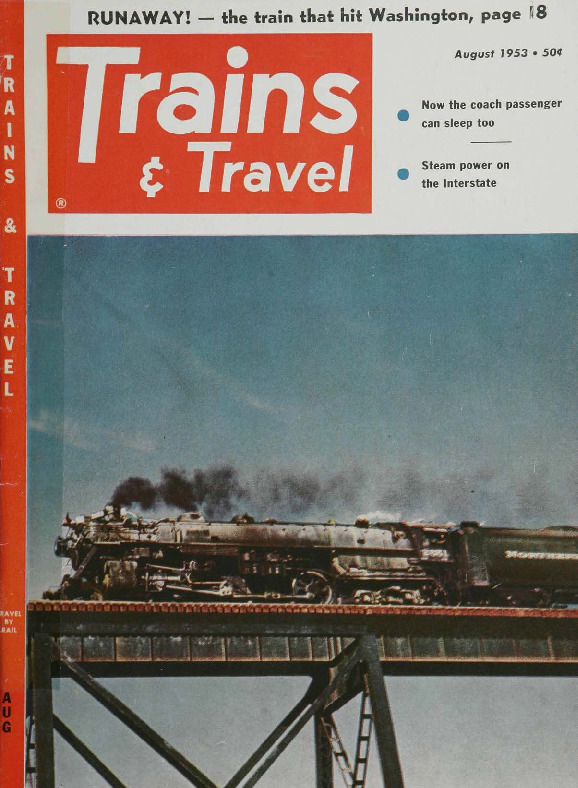 RUNAWAY! — the train that hit Washington, page 18
Trains
& Travel
®
August 1953 • 50¢
Now the coach passenger
can sleep too
Steam power on
the Interstate
TRAINS & TRAVEL
TRAVEL
BY
RAIL
AUG